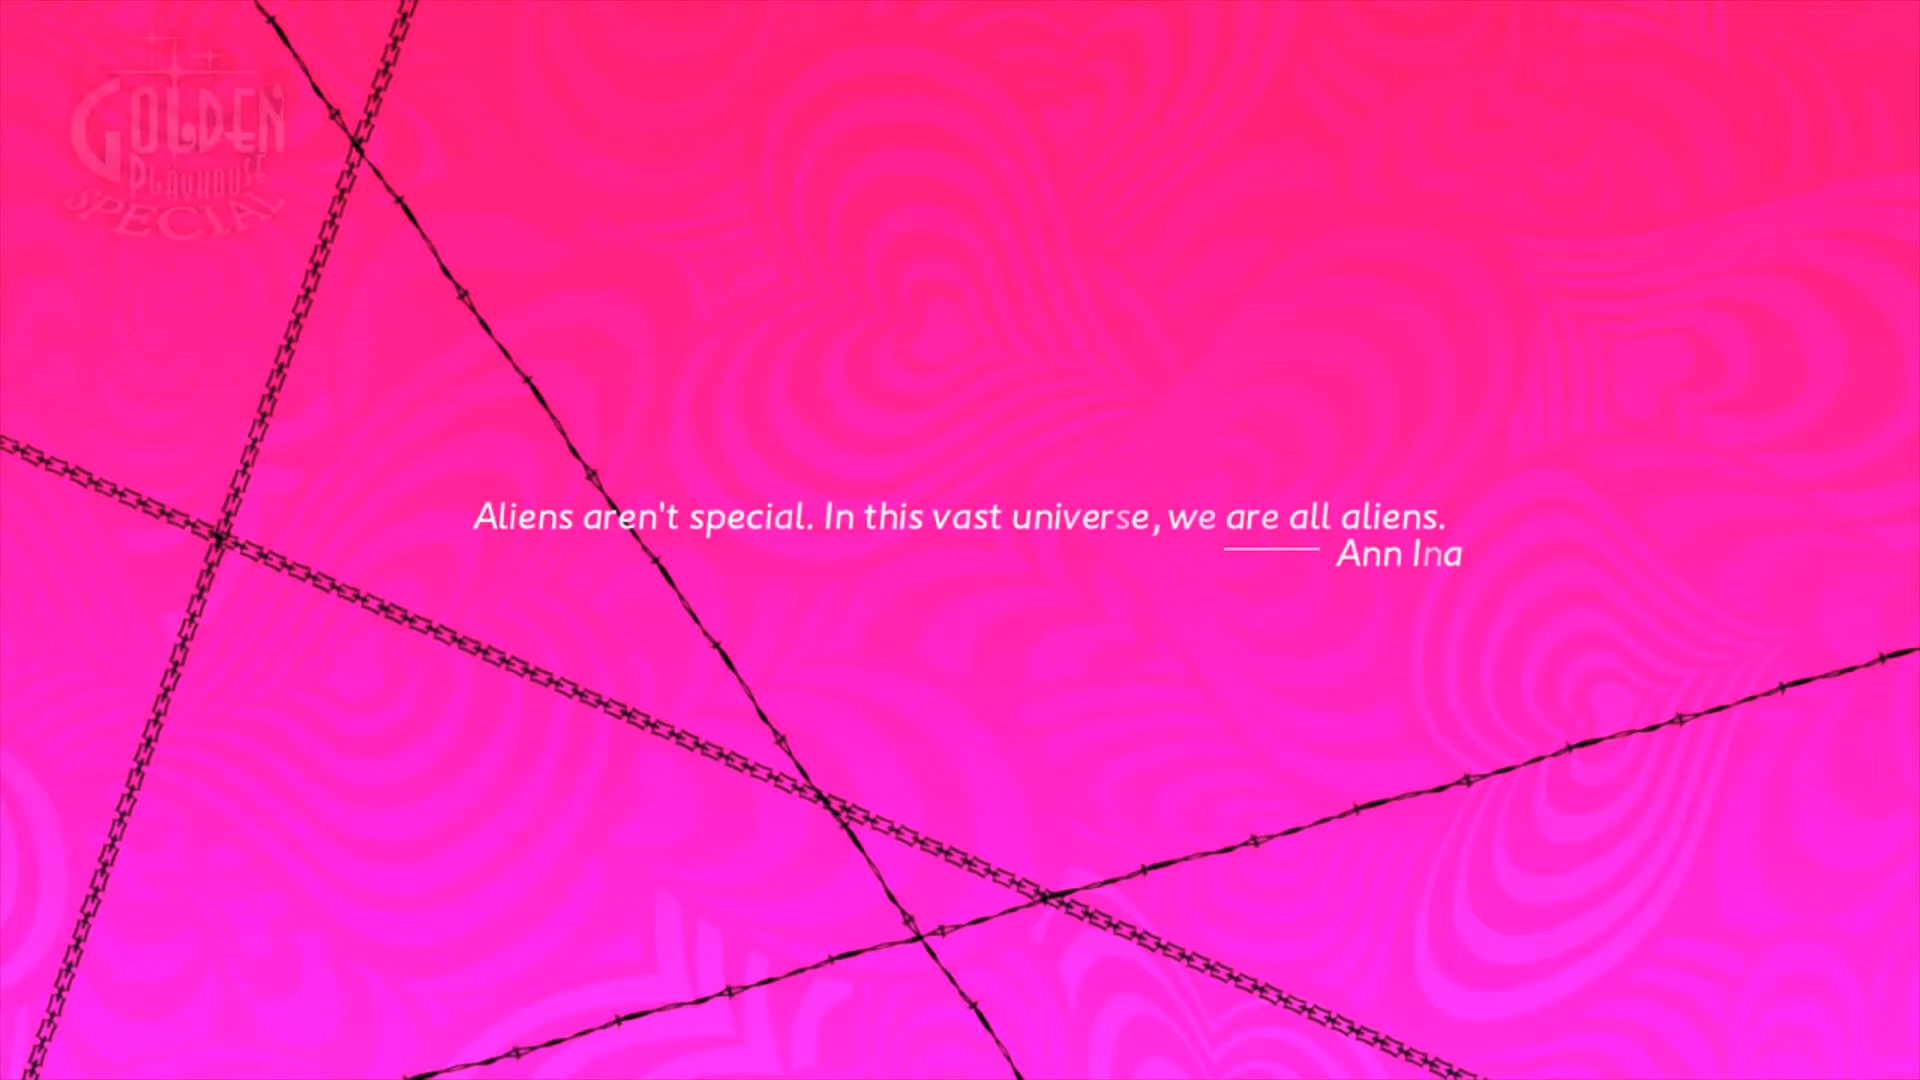 GOLDEN
PLAYHOUSE
SPECIAL
Aliens aren't special. In this vast universe, we are all aliens.
Ann Ina